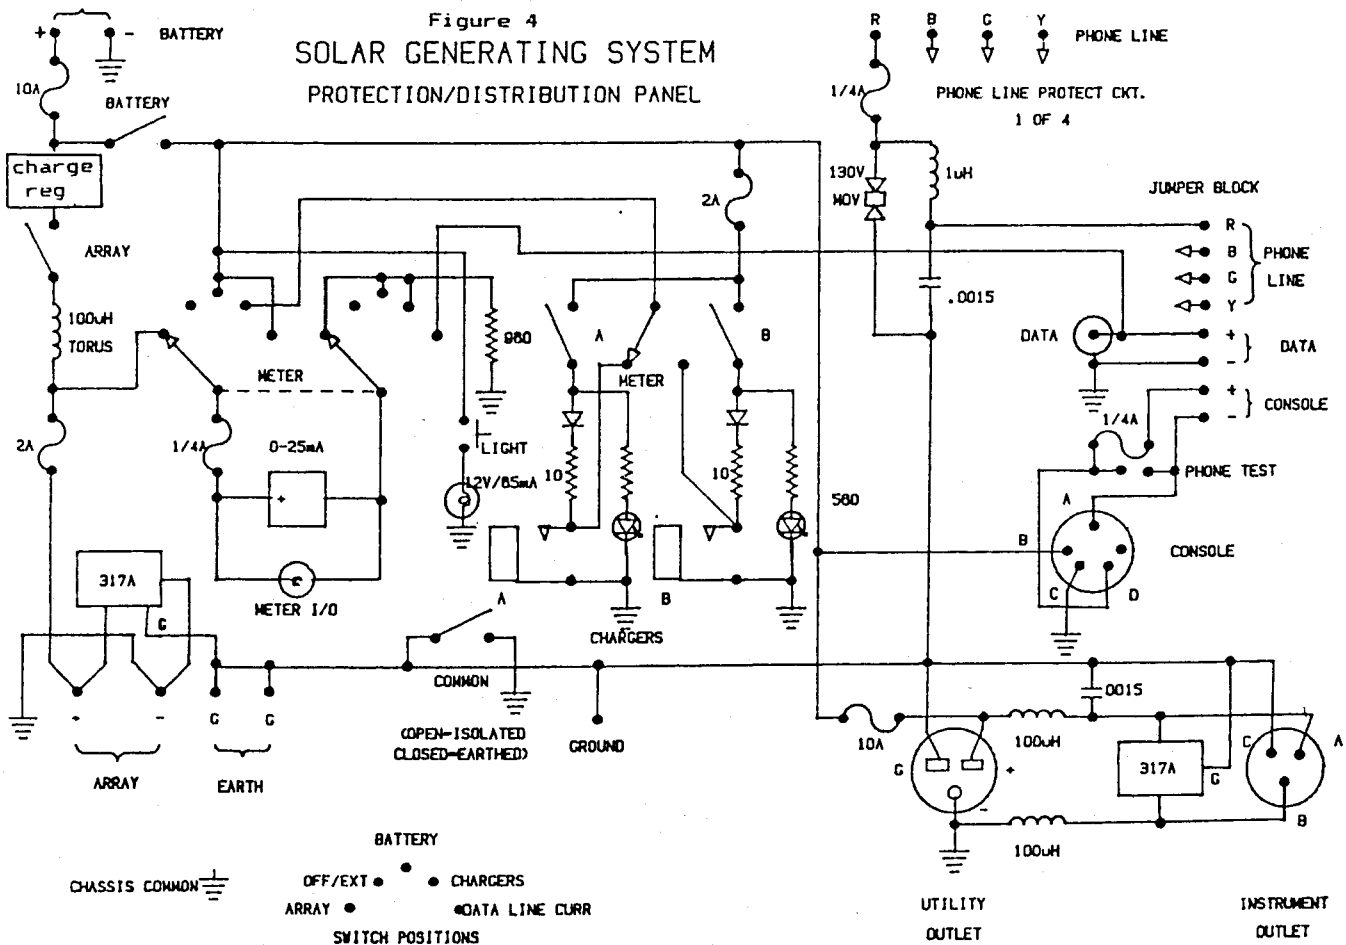 Figure 4
SOLAR GENERATING SYSTEM
PROTECTION/DISTRIBUTION PANEL
+ - BATTERY
10A
BATTERY
charge
reg
ARRAY
100uH
TORUS
2A
METER
1/4A
0-25mA
+
METER I/O
317A
G
+ - G G
ARRAY
EARTH
960
LIGHT
12V/65mA
2A
A
B
METER
10
10
560
A
B
CHARGERS
COMMON
(OPEN-ISOLATED
CLOSED=EARTHED)
GROUND
R B G Y PHONE LINE
1/4A
PHONE LINE PROTECT CKT.
1 OF 4
130V
MOV
1uH
.0015
JUMPER BLOCK
R
B
G
Y
PHONE
LINE
DATA
+
-
DATA
+
-
CONSOLE
1/4A
PHONE TEST
A
B
C
D
CONSOLE
.0015
10A
100uH
G
+
-
317A
G
C
A
B
100uH
UTILITY
OUTLET
INSTRUMENT
OUTLET
CHASSIS COMMON
BATTERY
OFF/EXT
CHARGERS
ARRAY
DATA LINE CURR
SWITCH POSITIONS